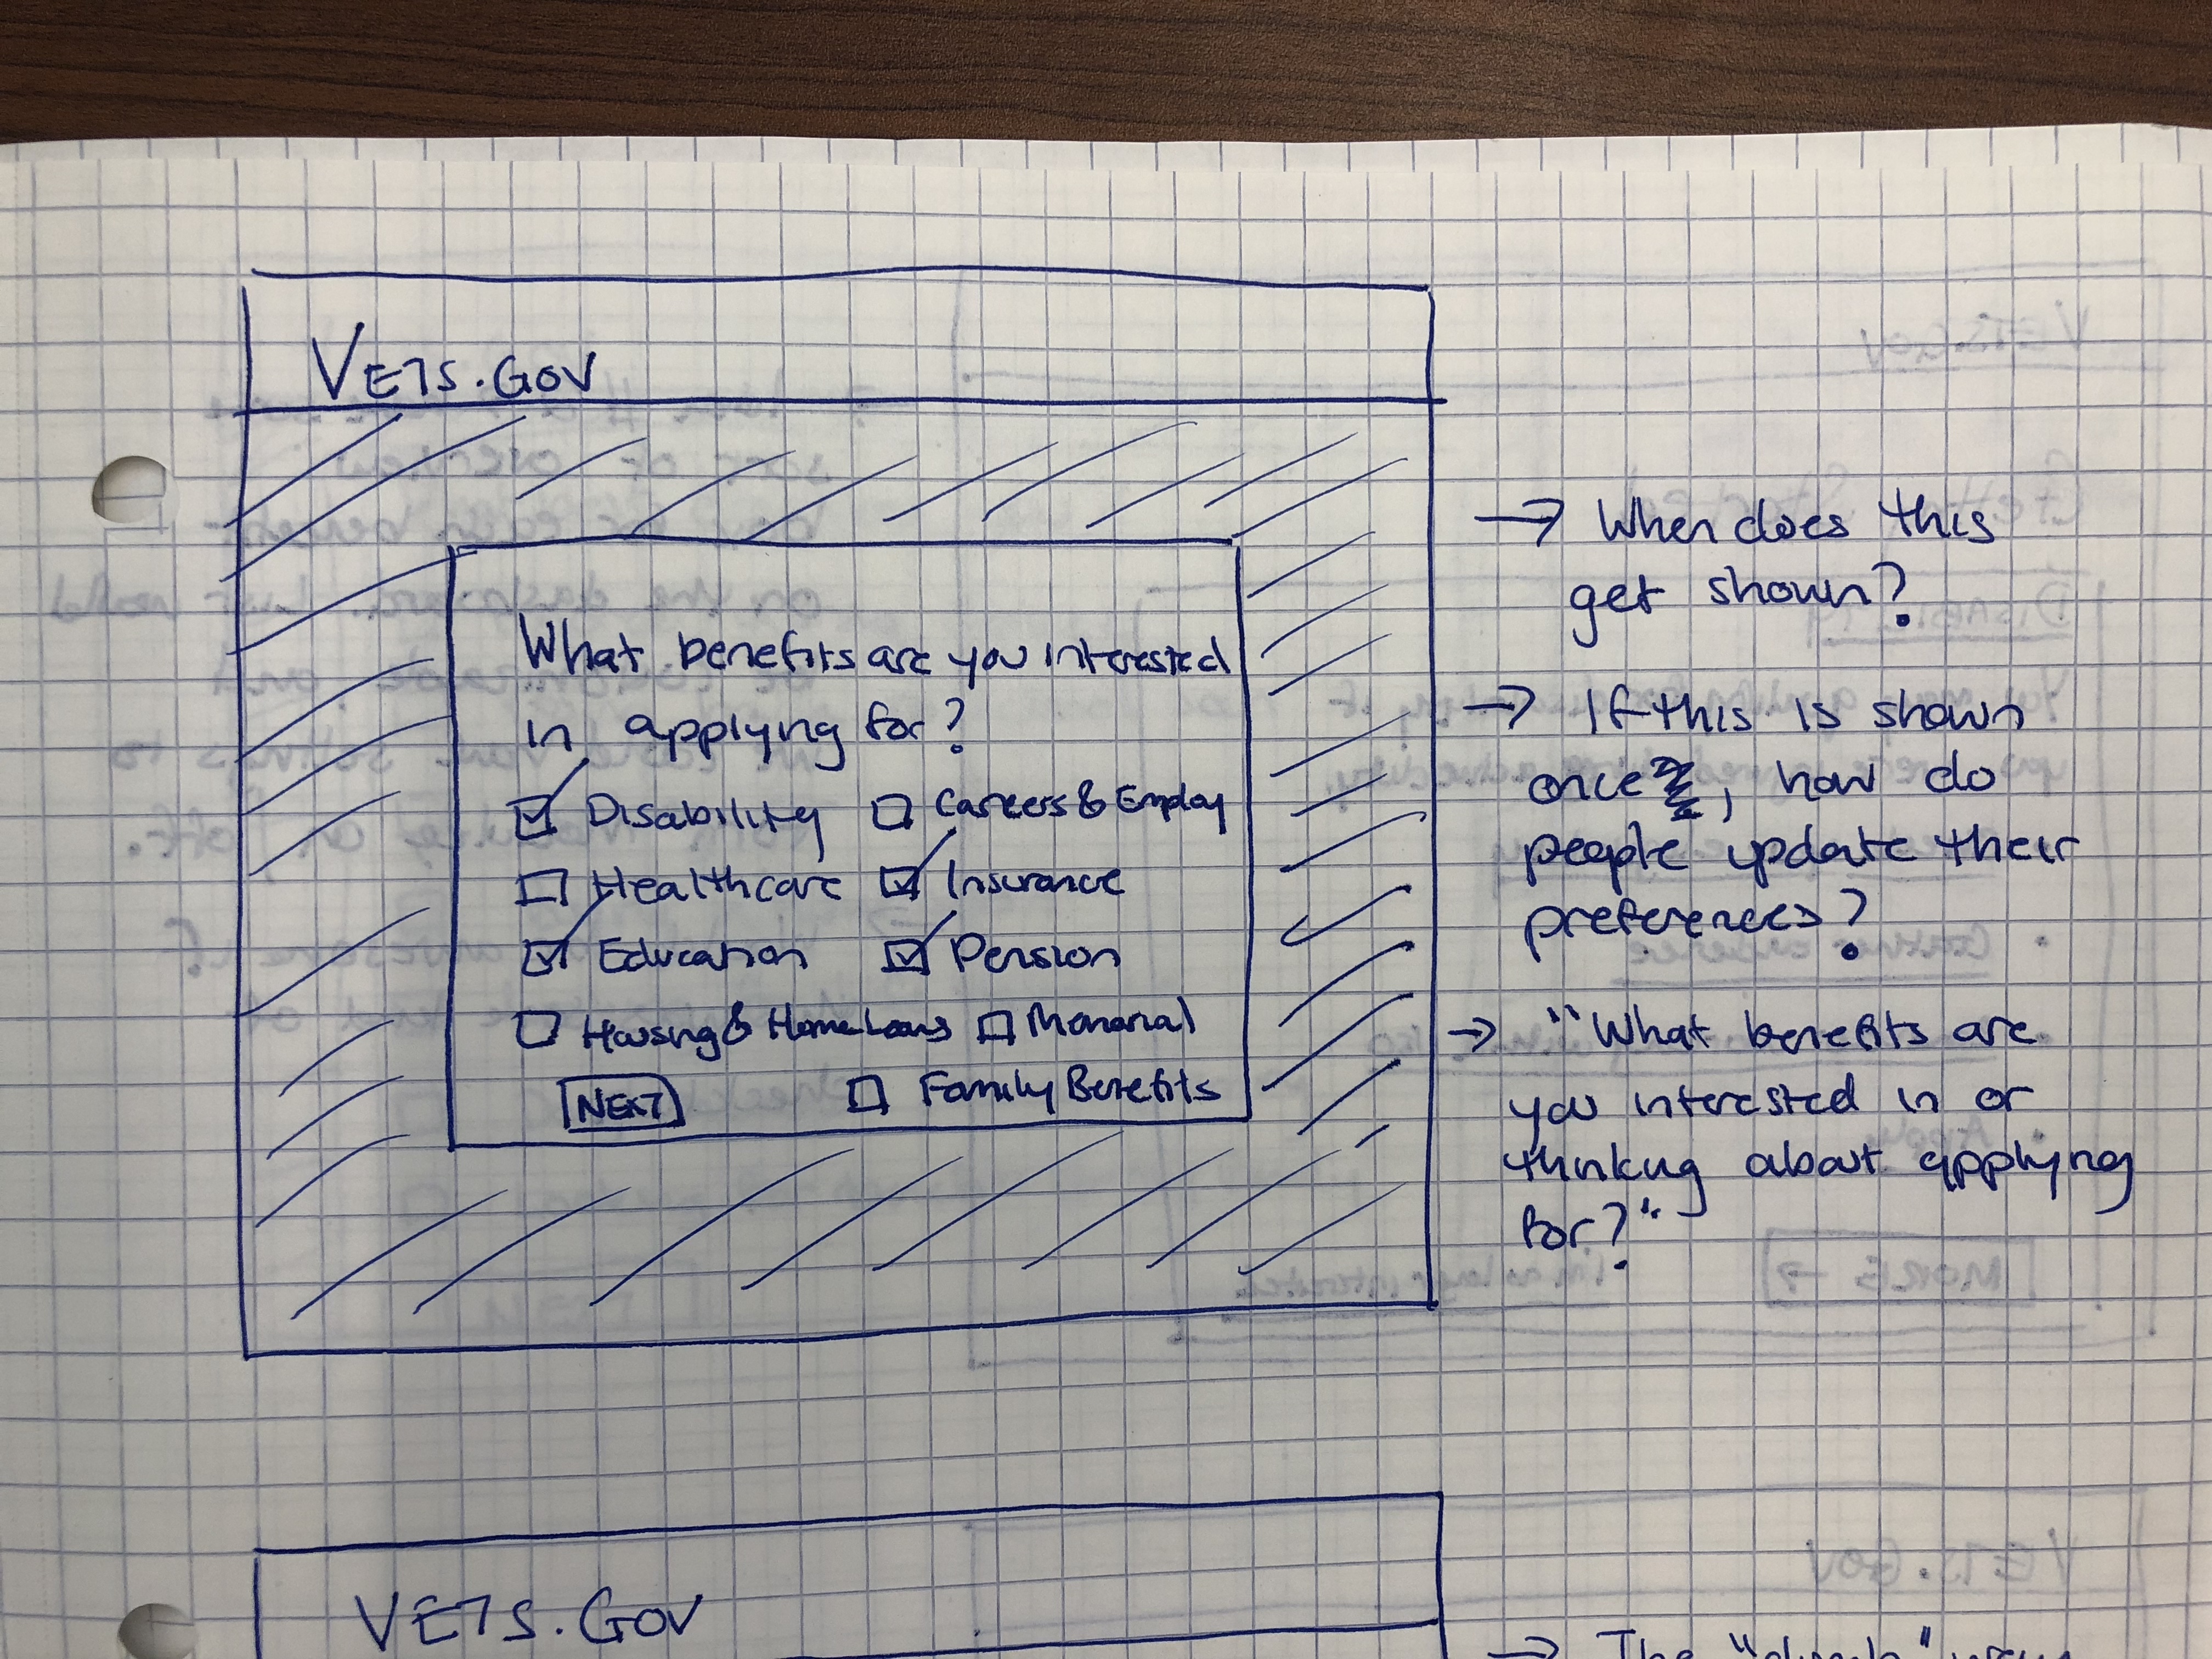 VETS.GOV
What benefits are you interested
in applying for?
Disability Careers & Employ
Healthcare Insurance
Education Pension
Housing & Home Loans Memorial
NEXT Family Benefits
→ When does this
get shown?
→ If this is shown
once, how do
people update their
preferences?
→ "What benefits are
you interested in or
thinking about applying
for?"
VETS.GOV
→ The "dumb" way